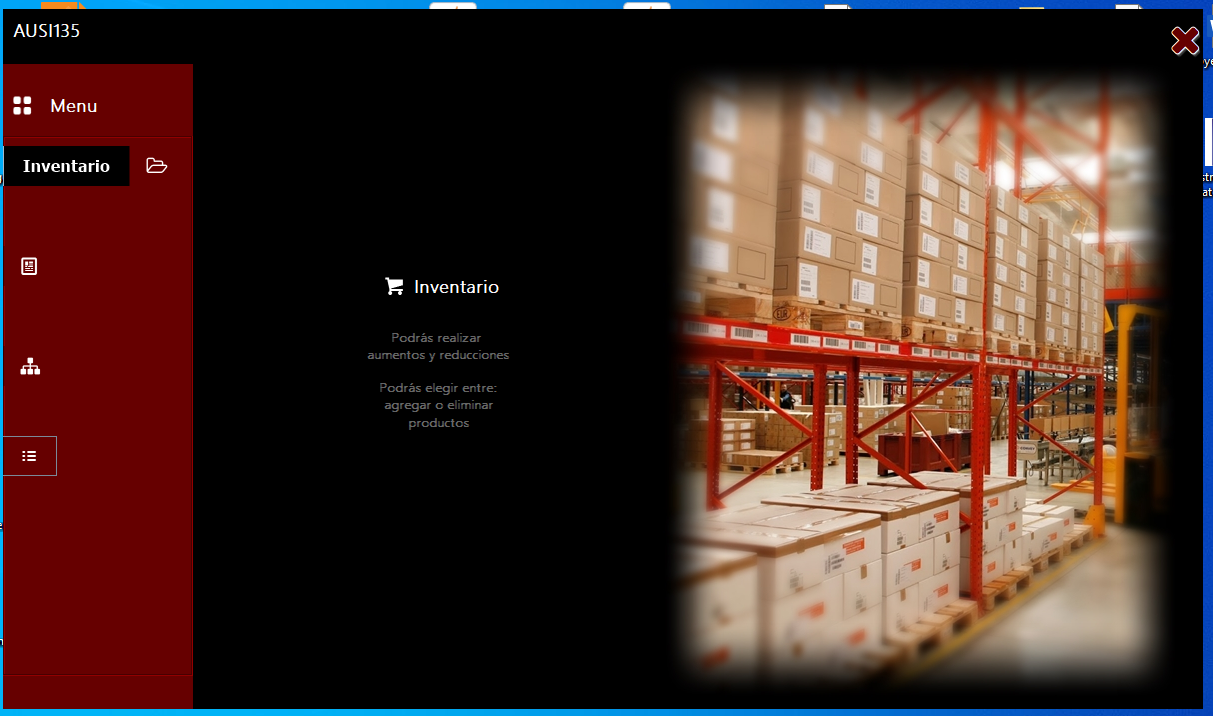 AUSI135
Menu
Inventario
Inventario
Podrás realizar
aumentos y reducciones
Podrás elegir entre:
agregar o eliminar
productos